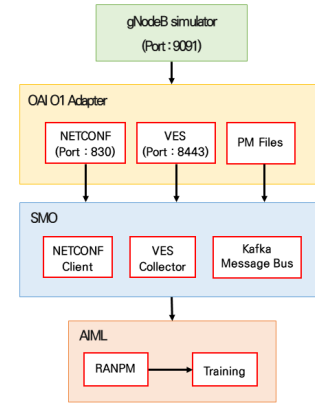 gNodeB simulator
(Port : 9091)
OAI O1 Adapter
NETCONF
(Port : 830)
VES
(Port : 8443)
PM Files
SMO
NETCONF
Client
VES
Collector
Kafka
Message Bus
AIML
RANPM
Training